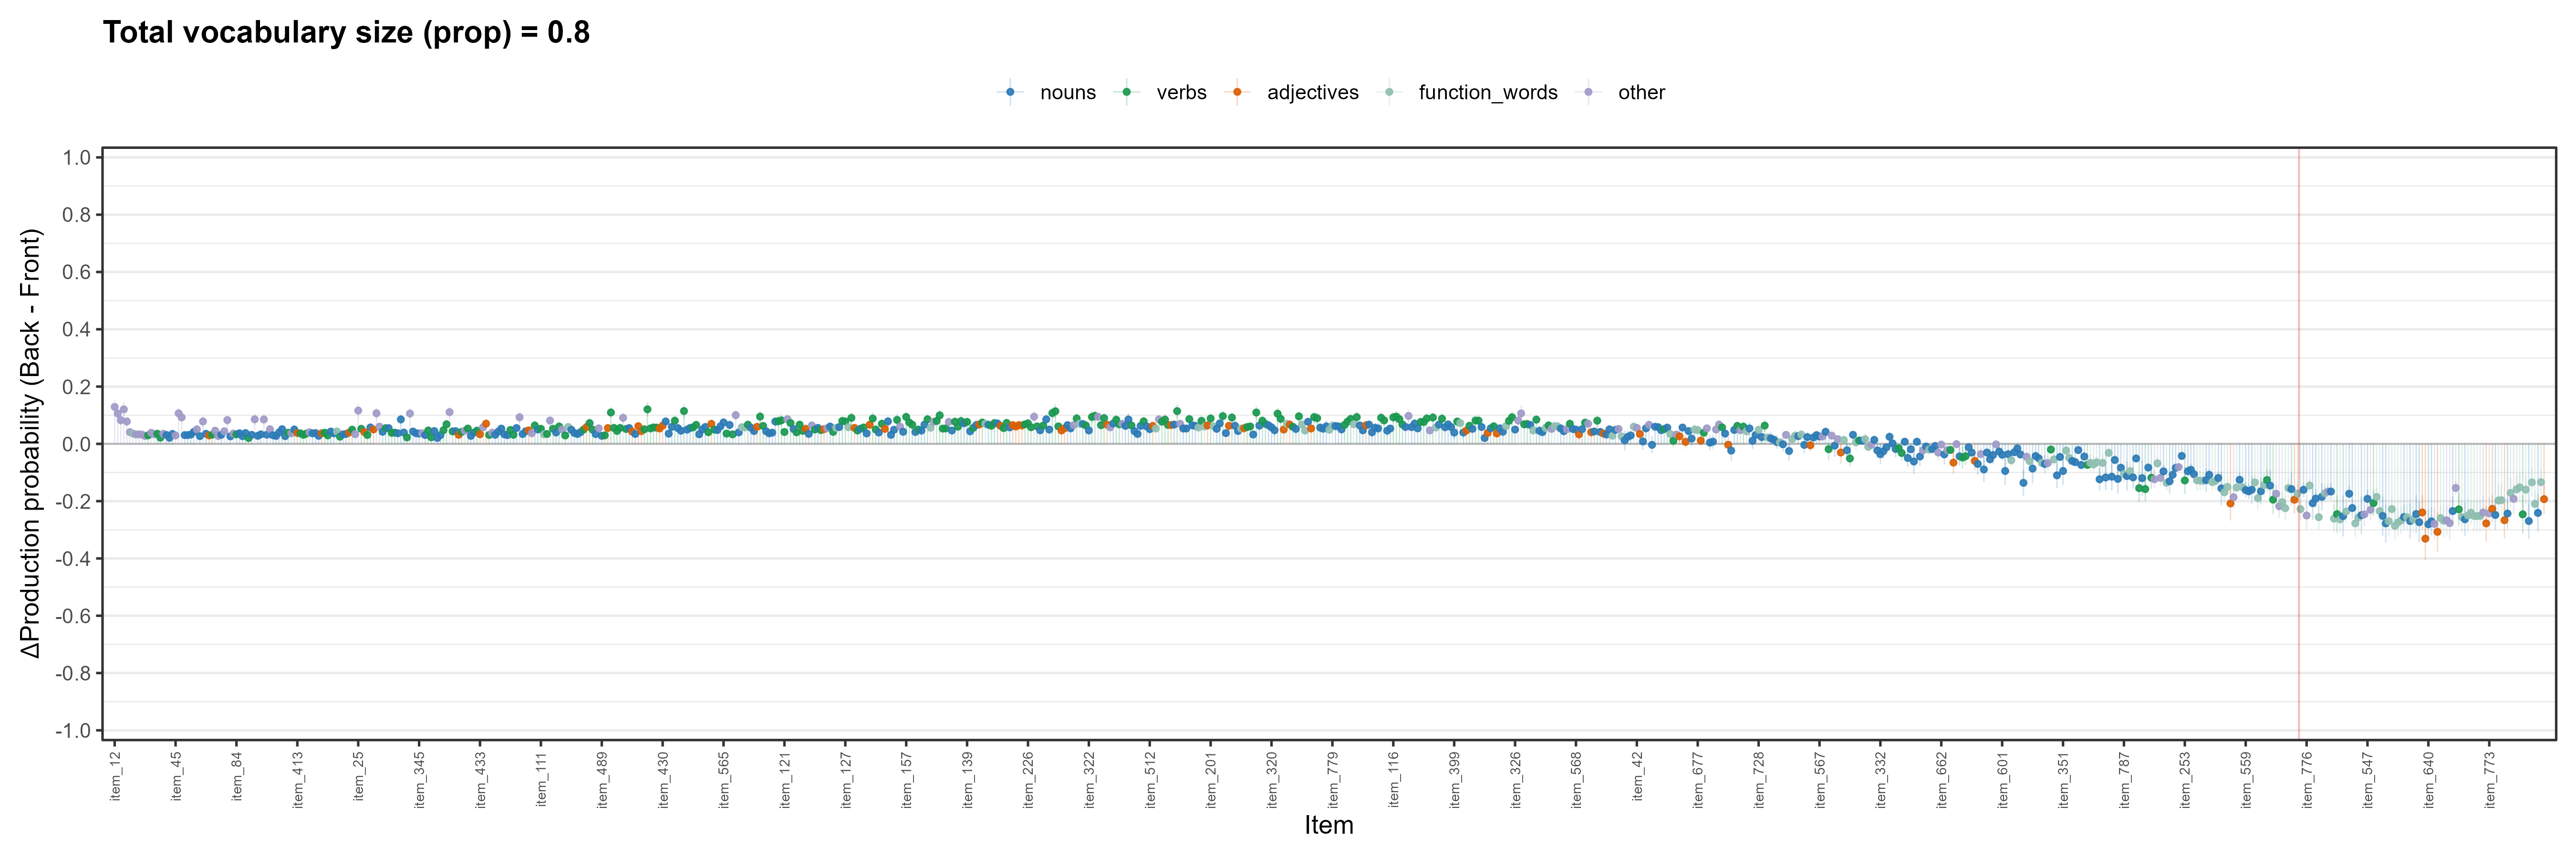 Total vocabulary size (prop) = 0.8
nouns verbs adjectives function_words other
ΔProduction probability (Back - Front)
1.0
0.8
0.6
0.4
0.2
0.0
-0.2
-0.4
-0.6
-0.8
-1.0
item_12 item_45 item_84 item_413 item_25 item_345 item_433 item_111 item_489 item_430 item_565 item_121 item_127 item_157 item_139 item_226 item_322 item_512 item_201 item_320 item_779 item_116 item_399 item_326 item_568 item_42 item_677 item_728 item_567 item_332 item_662 item_601 item_351 item_787 item_253 item_559 item_776 item_547 item_640 item_773
Item